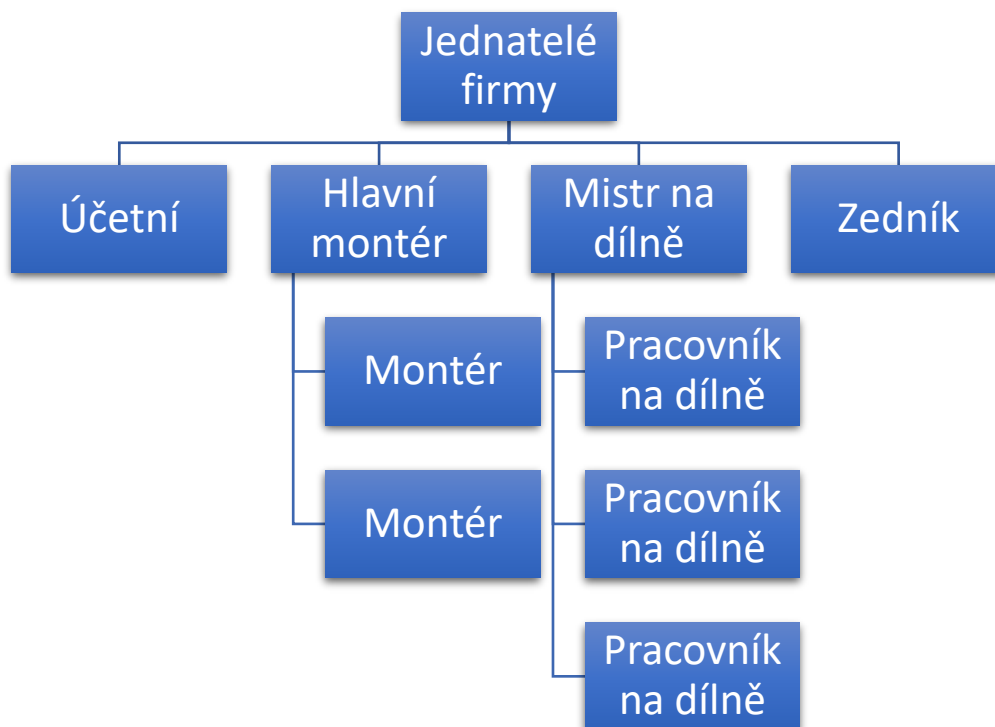 Jednatelé
firmy
Účetní
Hlavní
montér
Mistr na
dílně
Zedník
Montér
Pracovník
na dílně
Montér
Pracovník
na dílně
Pracovník
na dílně